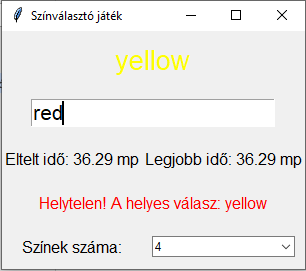 Színválasztó játék
yellow
red
Eltelt idő: 36.29 mp Legjobb idő: 36.29 mp
Helytelen! A helyes válasz: yellow
Színek száma: 4